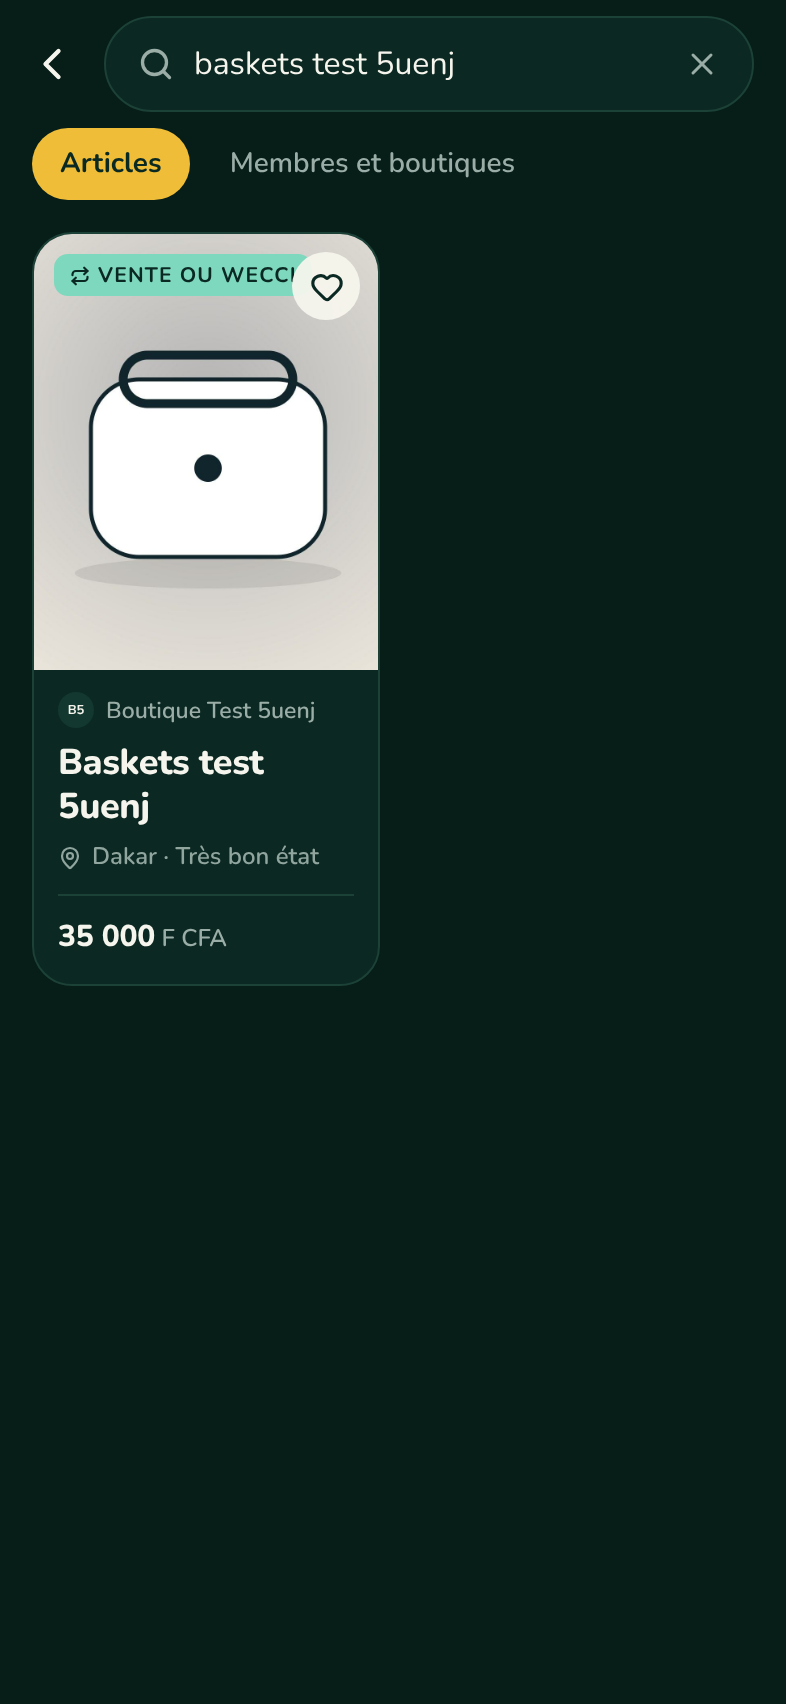 baskets test 5uenj
Articles
Membres et boutiques
VENTE OU
B5
Boutique Test 5uenj
Baskets test
5uenj
Dakar · Très bon état
35 000 F CFA